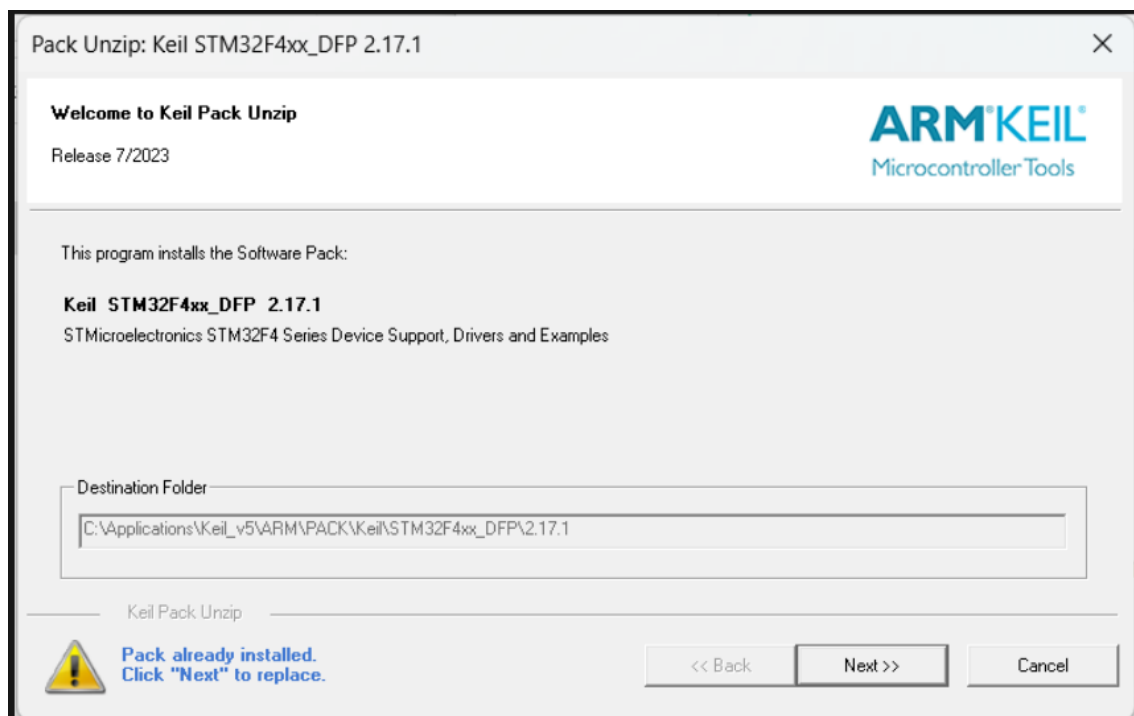 Pack Unzip: Keil STM32F4xx_DFP 2.17.1
Welcome to Keil Pack Unzip
Release 7/2023
ARM®KEIL®
Microcontroller Tools
This program installs the Software Pack:
Keil STM32F4xx_DFP 2.17.1
STMicroelectronics STM32F4 Series Device Support, Drivers and Examples
Destination Folder
C:\Applications\Keil_v5\ARM\PACK\Keil\STM32F4xx_DFP\2.17.1
Keil Pack Unzip
Pack already installed.
Click "Next" to replace.
<< Back
Next >>
Cancel